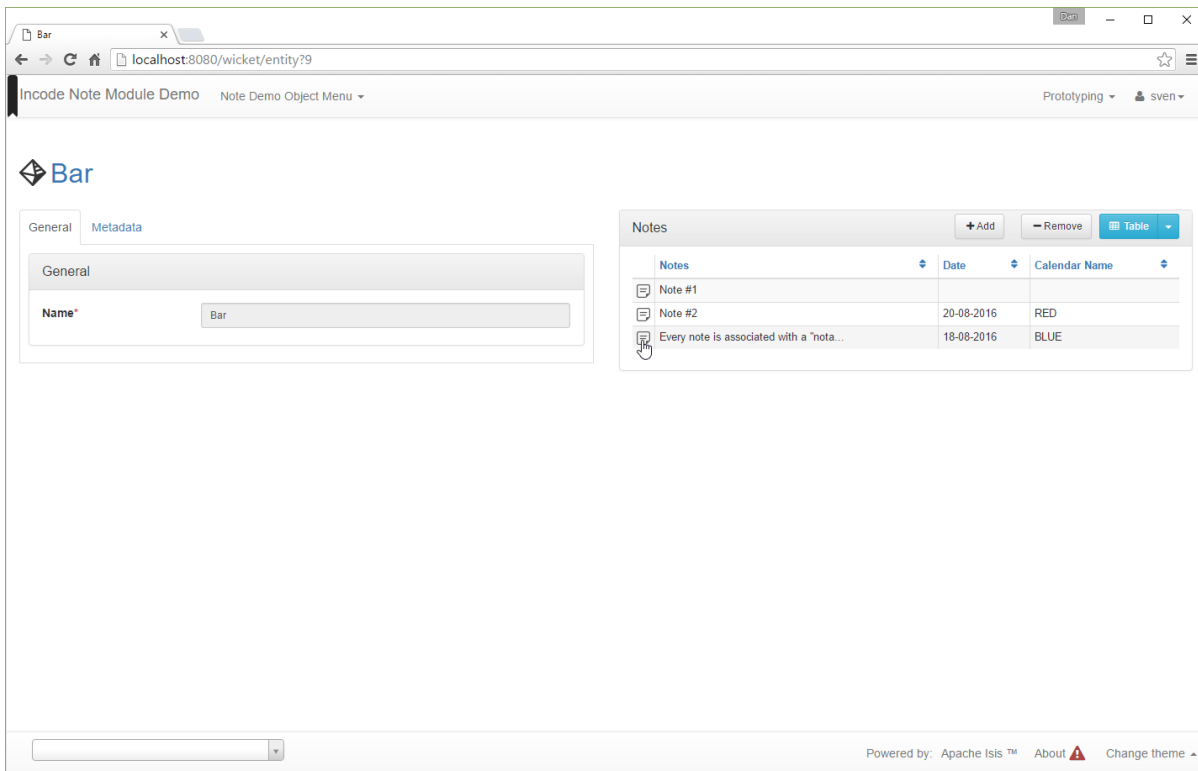 Dan
Bar
localhost:8080/wicket/entity?9
Incode Note Module Demo Note Demo Object Menu Prototyping sven
Bar
General Metadata
General
Name* Bar
Notes + Add − Remove Table
Notes Date Calendar Name
Note #1
Note #2 20-08-2016 RED
Every note is associated with a "nota... 18-08-2016 BLUE
Powered by: Apache Isis ™ About Change theme